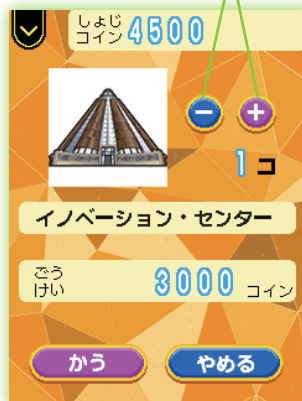 しょじ
コイン 4500
− +
1 コ
イノベーション・センター
ごう
けい 3000 コイン
かう やめる